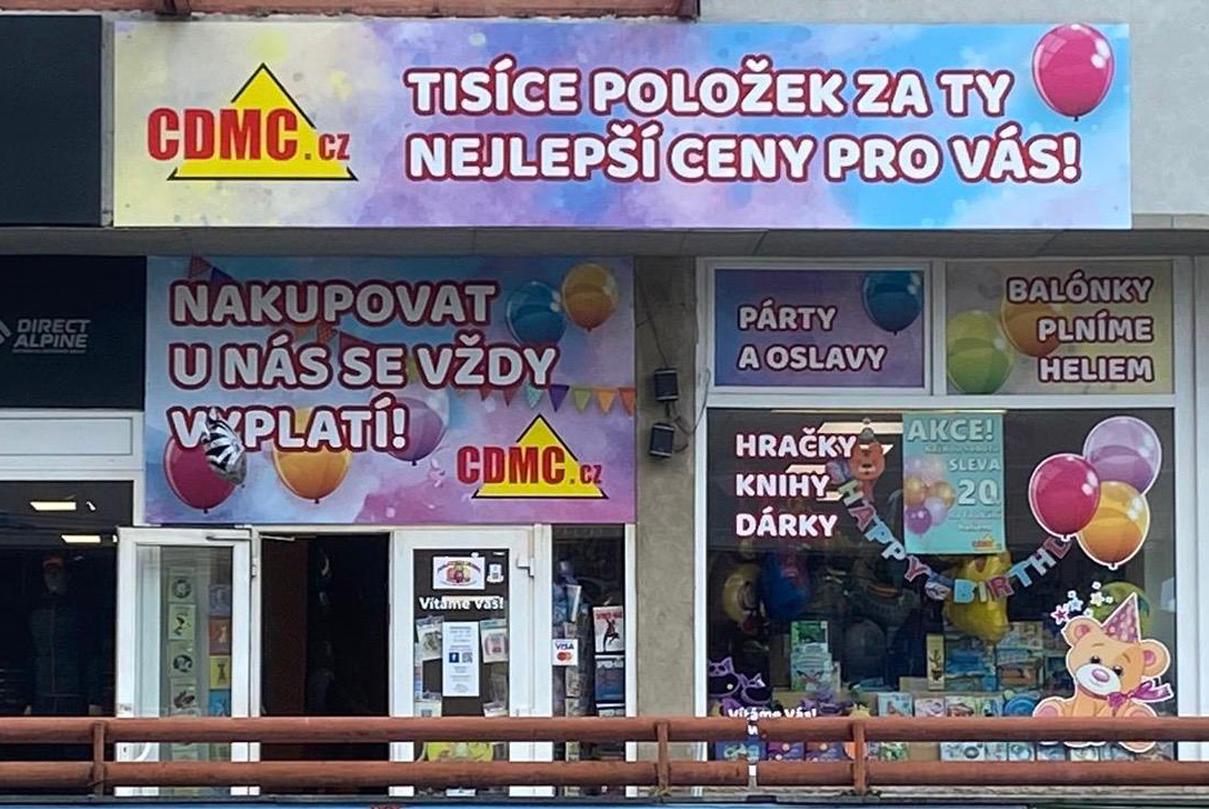 CDMC.cz
TISÍCE POLOŽEK ZA TY
NEJLEPŠÍ CENY PRO VÁS!
DIRECT
ALPINE
NAKUPOVAT
U NÁS SE VŽDY
VYPLATÍ!
CDMC.cz
PÁRTY
A OSLAVY
BALÓNKY
PLNÍME
HELIEM
HRAČKY
KNIHY
DÁRKY
AKCE!
SLEVA
20
HAPPY BIRTHD
Vítáme Vás!
VISA
Vítáme Vás!